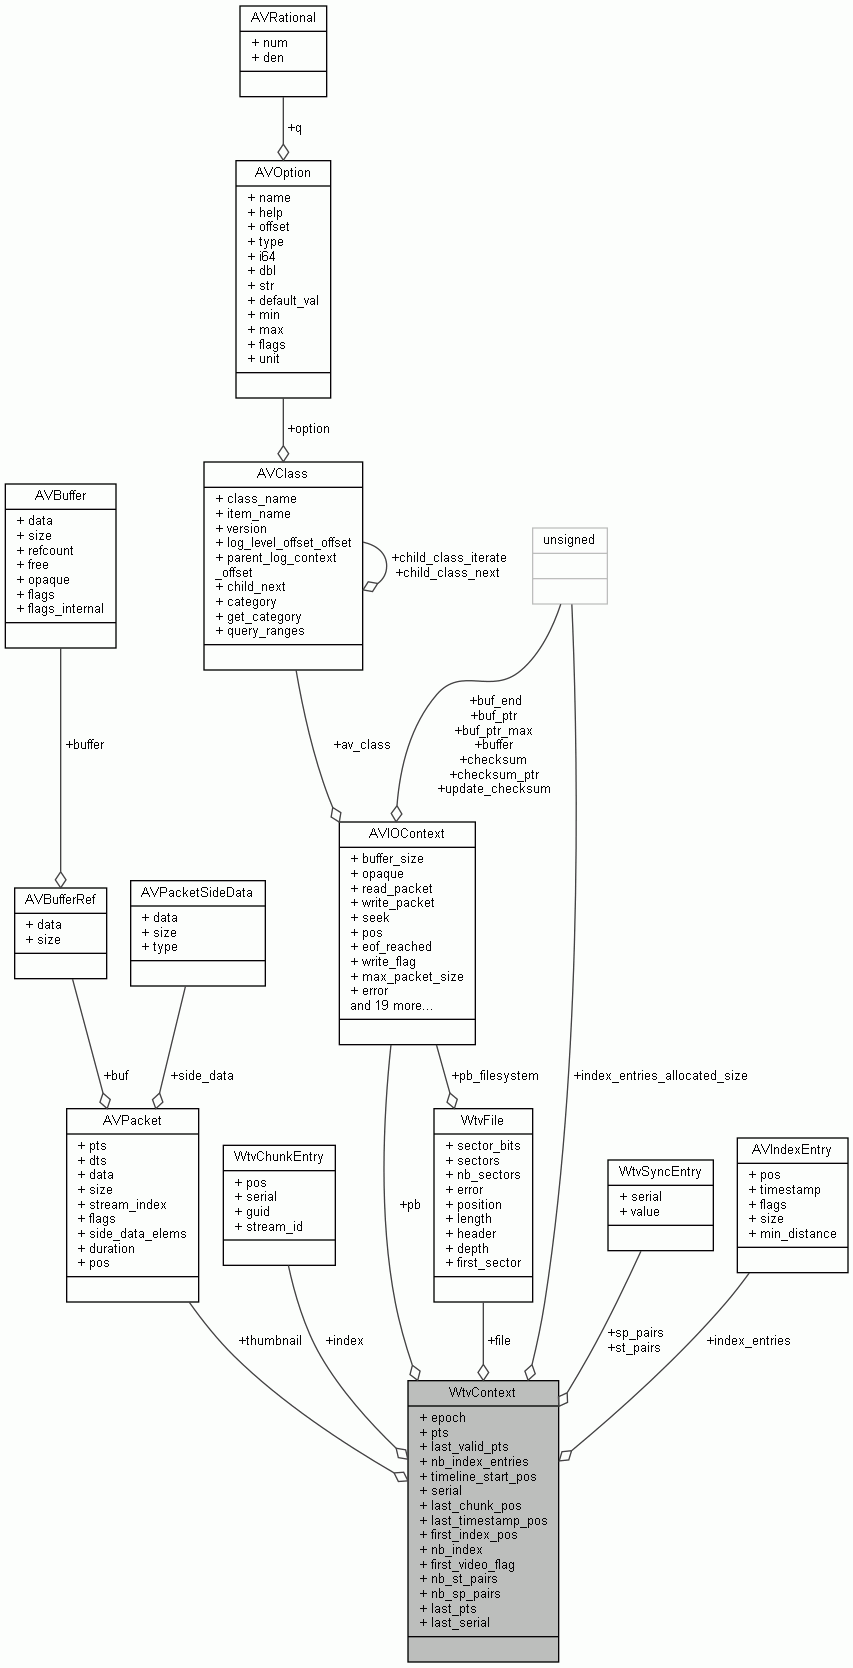 AVRational
+ num
+ den
+q
AVOption
+ name
+ help
+ offset
+ type
+ i64
+ dbl
+ str
+ default_val
+ min
+ max
+ flags
+ unit
+option
AVClass
+ class_name
+ item_name
+ version
+ log_level_offset_offset
+ parent_log_context
_offset
+ child_next
+ category
+ get_category
+ query_ranges
+child_class_iterate
+child_class_next
AVBuffer
+ data
+ size
+ refcount
+ free
+ opaque
+ flags
+ flags_internal
unsigned
+buffer
+av_class
+buf_end
+buf_ptr
+buf_ptr_max
+buffer
+checksum
+checksum_ptr
+update_checksum
AVIOContext
+ buffer_size
+ opaque
+ read_packet
+ write_packet
+ seek
+ pos
+ eof_reached
+ write_flag
+ max_packet_size
+ error
and 19 more...
AVBufferRef
+ data
+ size
AVPacketSideData
+ data
+ size
+ type
+buf
+side_data
+pb_filesystem
+index_entries_allocated_size
AVPacket
+ pts
+ dts
+ data
+ size
+ stream_index
+ flags
+ side_data_elems
+ duration
+ pos
WtvChunkEntry
+ pos
+ serial
+ guid
+ stream_id
+pb
WtvFile
+ sector_bits
+ sectors
+ nb_sectors
+ error
+ position
+ length
+ header
+ depth
+ first_sector
WtvSyncEntry
+ serial
+ value
AVIndexEntry
+ pos
+ timestamp
+ flags
+ size
+ min_distance
+thumbnail
+index
+file
+sp_pairs
+st_pairs
+index_entries
WtvContext
+ epoch
+ pts
+ last_valid_pts
+ nb_index_entries
+ timeline_start_pos
+ serial
+ last_chunk_pos
+ last_timestamp_pos
+ first_index_pos
+ nb_index
+ first_video_flag
+ nb_st_pairs
+ nb_sp_pairs
+ last_pts
+ last_serial